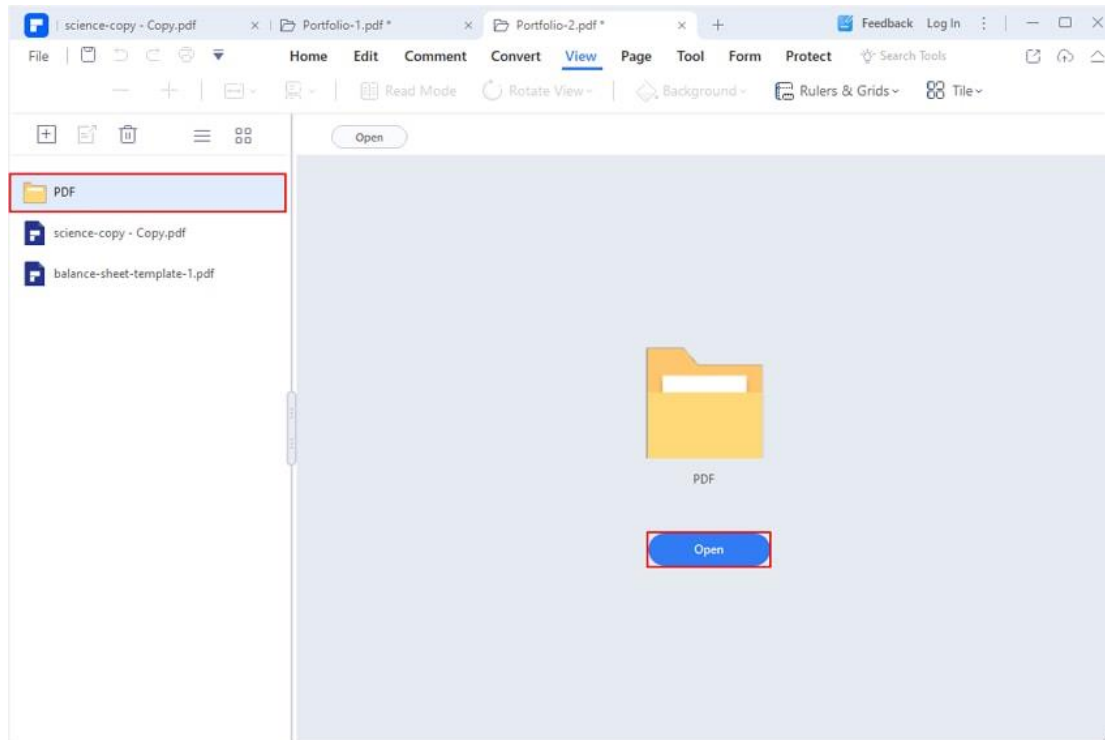 science-copy - Copy.pdf Portfolio-1.pdf * Portfolio-2.pdf * Feedback Log In
File Home Edit Comment Convert View Page Tool Form Protect Search Tools
Read Mode Rotate View Background Rulers & Grids Tile
Open
PDF
science-copy - Copy.pdf
balance-sheet-template-1.pdf
PDF
Open